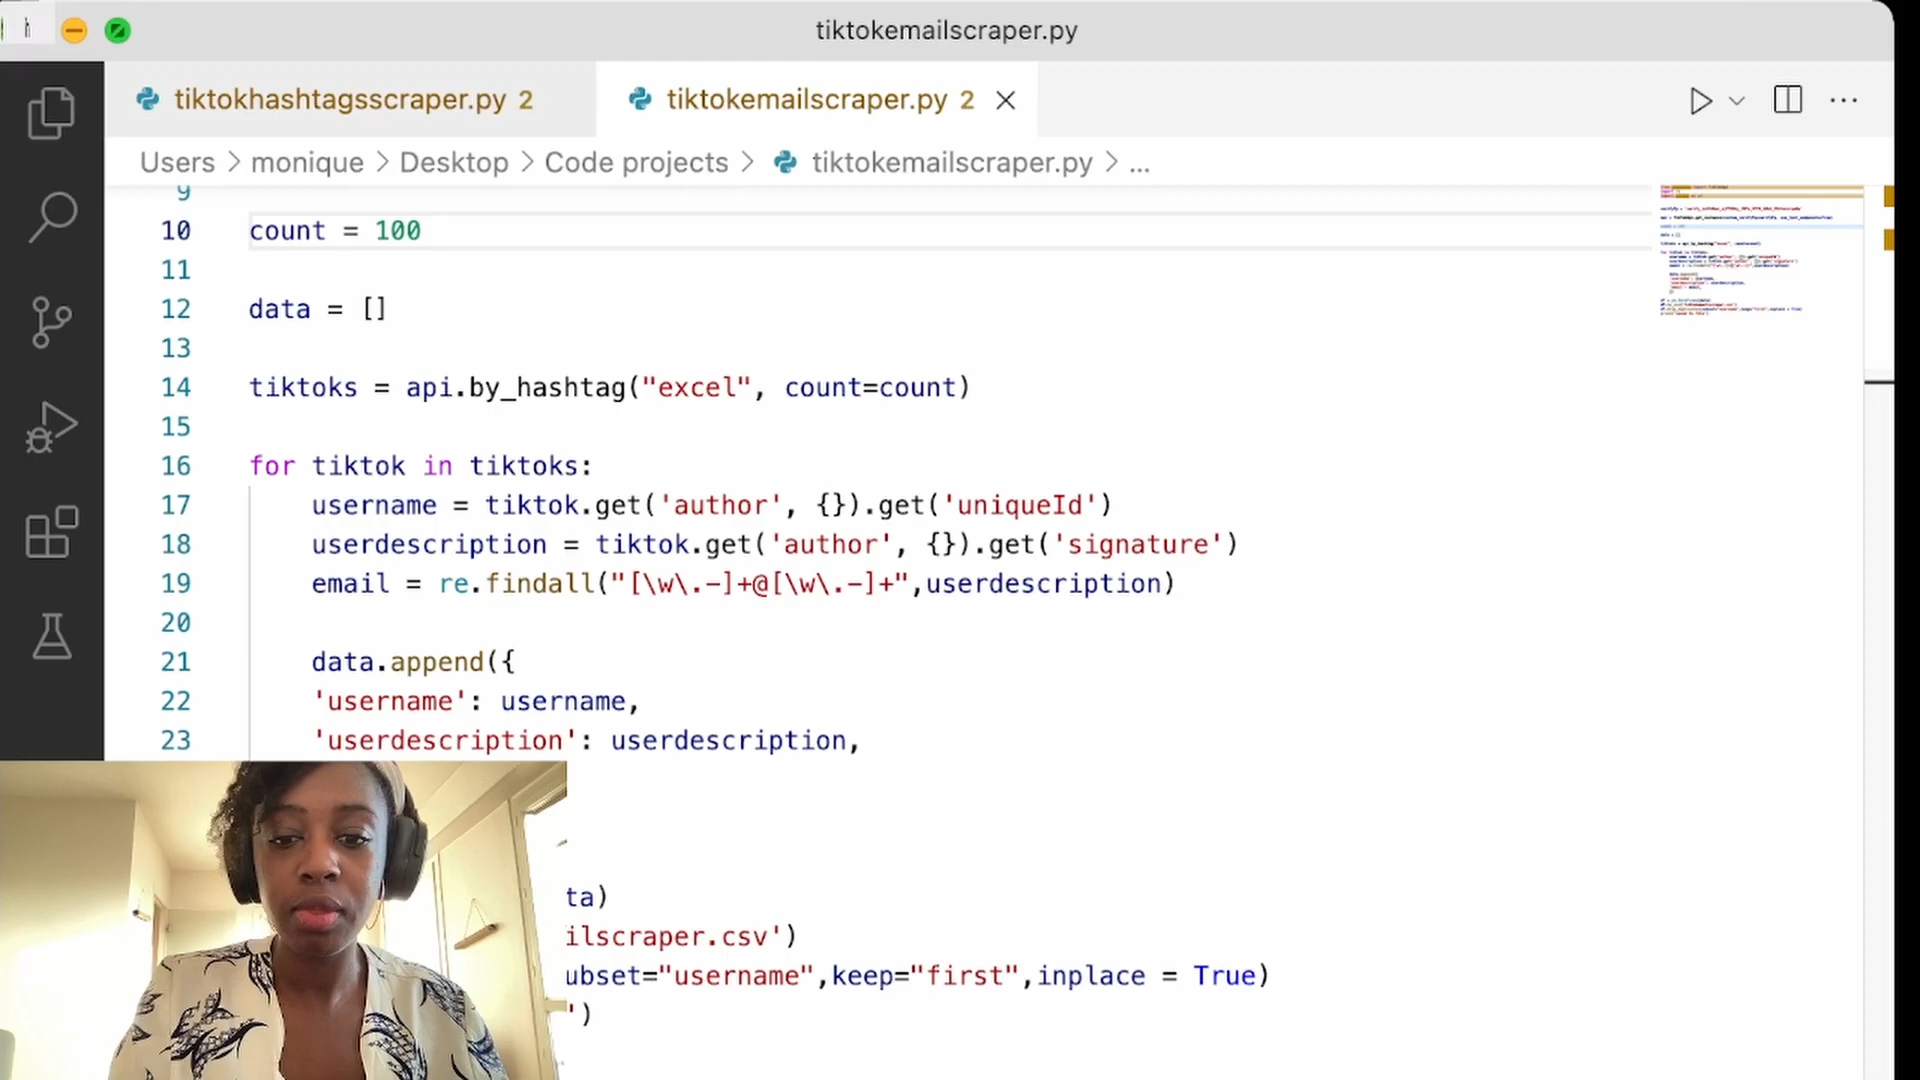 tiktokemailscraper.py
tiktokhashtagsscraper.py 2
tiktokemailscraper.py 2
Users > monique > Desktop > Code projects > tiktokemailscraper.py > ...
9
10 count = 100
11
12 data = []
13
14 tiktoks = api.by_hashtag("excel", count=count)
15
16 for tiktok in tiktoks:
17 username = tiktok.get('author', {}).get('uniqueId')
18 userdescription = tiktok.get('author', {}).get('signature')
19 email = re.findall("[\w\.-]+@[\w\.-]+",userdescription)
20
21 data.append({
22 'username': username,
23 'userdescription': userdescription,
ta)
ilscraper.csv')
ubset="username",keep="first",inplace = True)
')